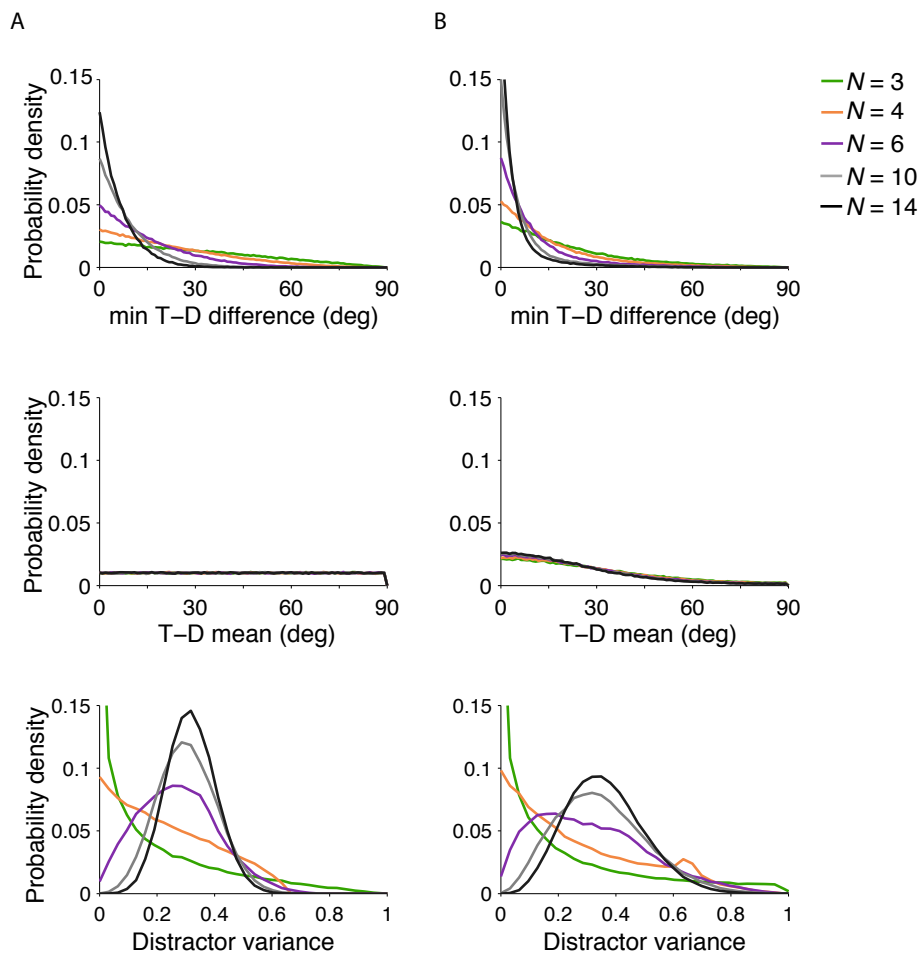 A
B
0.15
0.1
0.05
0
Probability density
0 30 60 90
min T−D difference (deg)
0.15
0.1
0.05
0
0 30 60 90
min T−D difference (deg)
N = 3
N = 4
N = 6
N = 10
N = 14
0.15
0.1
0.05
0
Probability density
0 30 60 90
T−D mean (deg)
0.15
0.1
0.05
0
0 30 60 90
T−D mean (deg)
0.15
0.1
0.05
0
Probability density
0 0.2 0.4 0.6 0.8 1
Distractor variance
0.15
0.1
0.05
0
0 0.2 0.4 0.6 0.8 1
Distractor variance